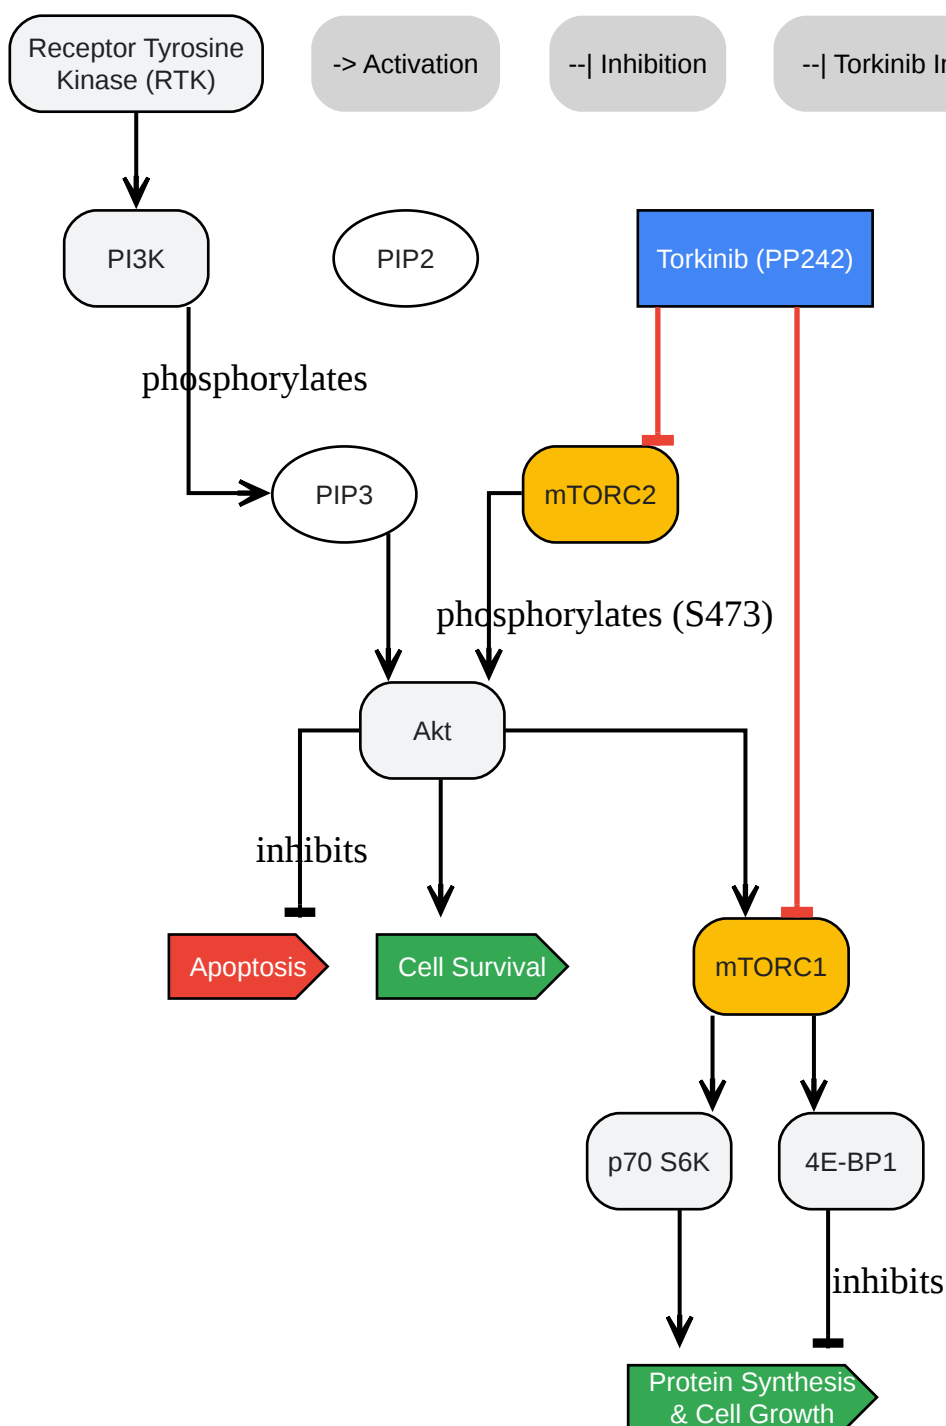 Receptor Tyrosine
Kinase (RTK)
-> Activation
--| Inhibition
--| Torkinib
PI3K
PIP2
Torkinib (PP242)
phosphorylates
PIP3
mTORC2
phosphorylates (S473)
Akt
inhibits
Apoptosis
Cell Survival
mTORC1
p70 S6K
4E-BP1
inhibits
Protein Synthesis
& Cell Growth